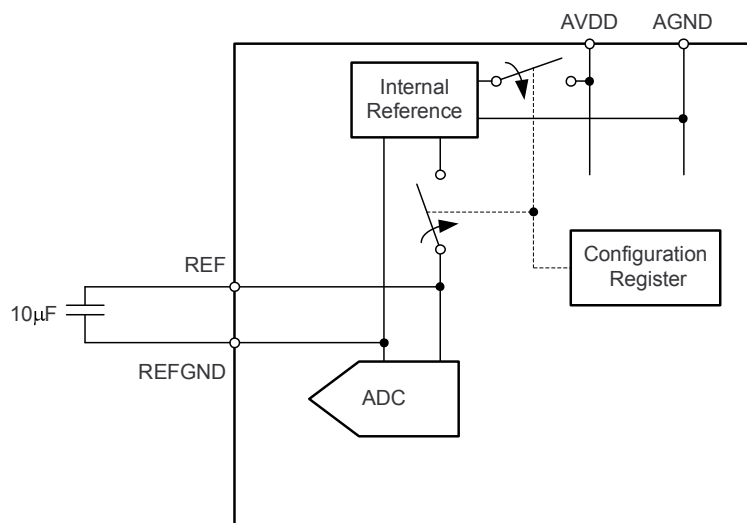 AVDD AGND
Internal
Reference
Configuration
Register
REF
10μF
REFGND
ADC